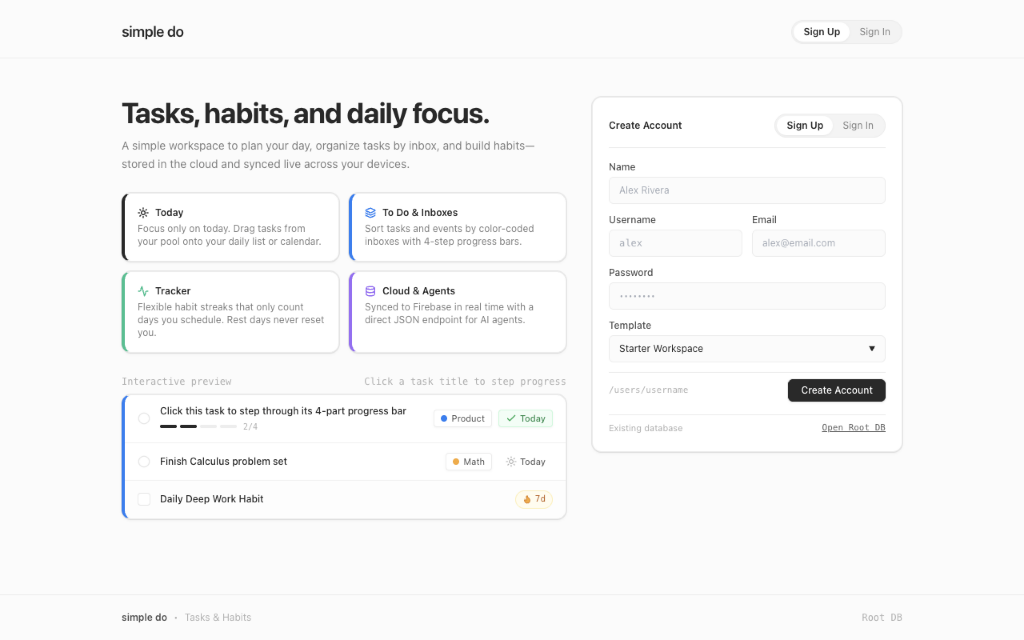 simple do
Sign Up
Sign In
Tasks, habits, and daily focus.
A simple workspace to plan your day, organize tasks by inbox, and build habits—
stored in the cloud and synced live across your devices.
Today
Focus only on today. Drag tasks from
your pool onto your daily list or calendar.
To Do & Inboxes
Sort tasks and events by color-coded
inboxes with 4-step progress bars.
Tracker
Flexible habit streaks that only count
days you schedule. Rest days never reset
you.
Cloud & Agents
Synced to Firebase in real time with a
direct JSON endpoint for AI agents.
Interactive preview
Click a task title to step progress
Click this task to step through its 4-part progress bar
2/4
Product
Today
Finish Calculus problem set
Math
Today
Daily Deep Work Habit
7d
Create Account
Sign Up
Sign In
Name
Alex Rivera
Username
Email
alex
alex@email.com
Password
••••••••
Template
Starter Workspace
/users/username
Create Account
Existing database
Open Root DB
simple do · Tasks & Habits
Root DB